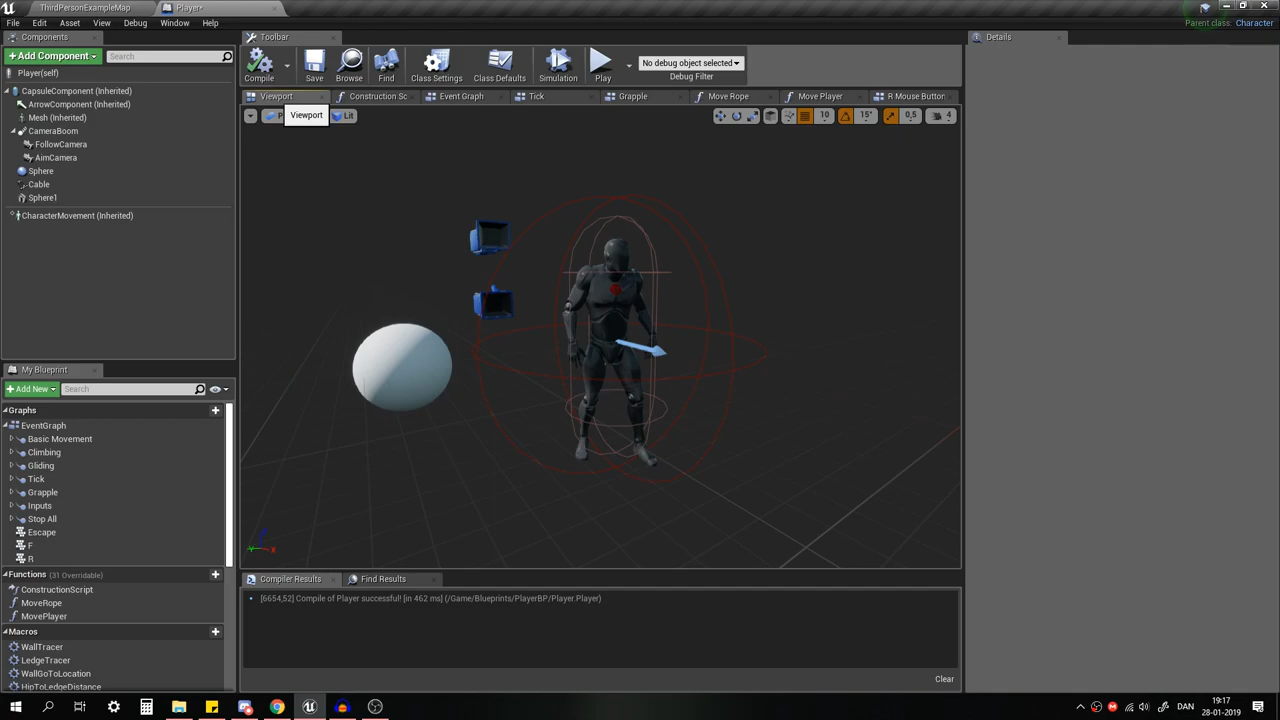 ThirdPersonExampleMap
Player*
File Edit Asset View Debug Window Help
Parent class: Character
Components
Toolbar
Details
+Add Component
Search
Player(self)
CapsuleComponent (Inherited)
ArrowComponent (Inherited)
Mesh (Inherited)
CameraBoom
FollowCamera
AimCamera
Sphere
Cable
Sphere1
CharacterMovement (Inherited)
Compile
Save
Browse
Find
Class Settings
Class Defaults
Simulation
Play
No debug object selected
Debug Filter
Viewport
Construction Sc
Event Graph
Tick
Grapple
Move Rope
Move Player
R Mouse Button
Viewport
Lit
10
15°
0,5
4
My Blueprint
+Add New
Search
Graphs
EventGraph
Basic Movement
Climbing
Gliding
Tick
Grapple
Inputs
Stop All
Escape
F
R
Functions (31 Overridable)
ConstructionScript
MoveRope
MovePlayer
Macros
WallTracer
LedgeTracer
WallGoToLocation
HipToLedgeDistance
X
Compiler Results
Find Results
[6654,52] Compile of Player successful! [in 462 ms] (/Game/Blueprints/PlayerBP/Player.Player)
Clear
DAN
19:17
28-01-2019